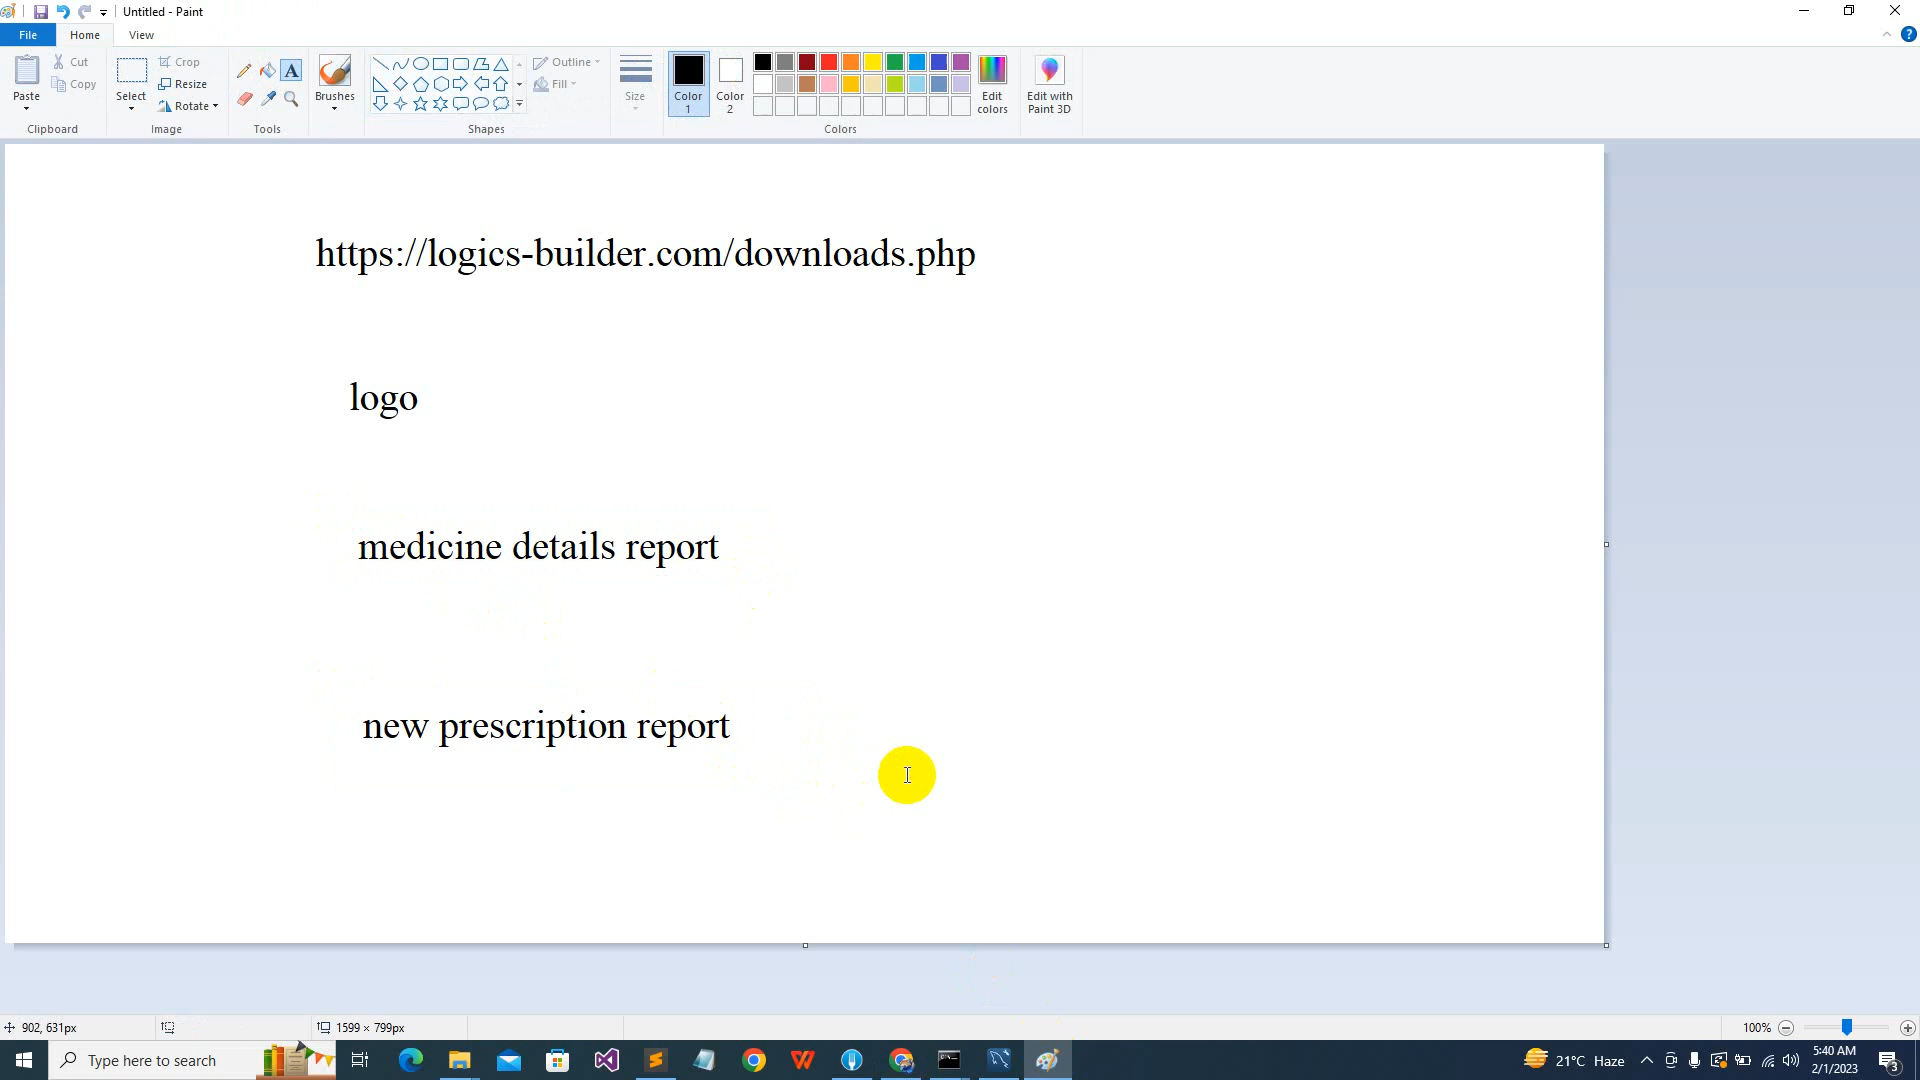 Untitled - Paint
File Home View
Paste Cut Copy Clipboard
Select Crop Resize Rotate Image
A Tools
Brushes
Shapes Outline Fill
Size
Color 1 Color 2 Colors Edit colors
Edit with Paint 3D
?
https://logics-builder.com/downloads.php
logo
medicine details report
new prescription report
902, 631px 1599 × 799px 100%
Type here to search 21°C Haze 5:40 AM
2/1/2023 3